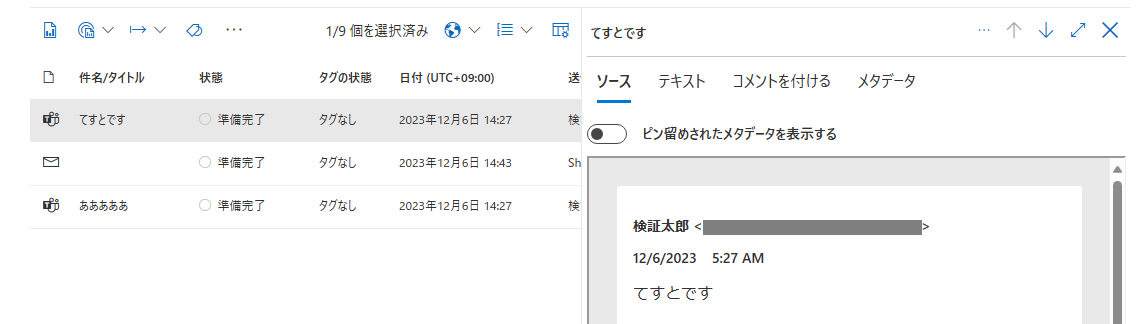 1/9 個を選択済み
件名/タイトル 状態 タグの状態 日付 (UTC+09:00) 送
てすとです 準備完了 タグなし 2023年12月6日 14:27 検
準備完了 タグなし 2023年12月6日 14:43 Sh
あああああ 準備完了 タグなし 2023年12月6日 14:27 検
てすとです
ソース テキスト コメントを付ける メタデータ
ピン留めされたメタデータを表示する
検証太郎 < >
12/6/2023 5:27 AM
てすとです